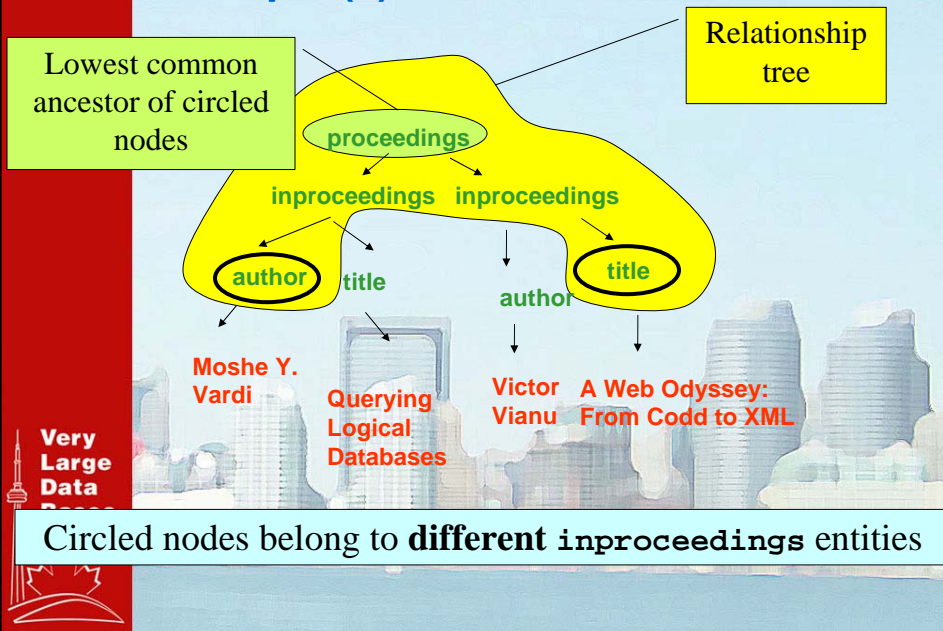 Relationship
tree
Lowest common
ancestor of circled
nodes
proceedings
inproceedings inproceedings
author title author title
Moshe Y.
Vardi
Querying
Logical
Databases
Victor
Vianu
A Web Odyssey:
From Codd to XML
Very
Large
Data
Circled nodes belong to different inproceedings entities